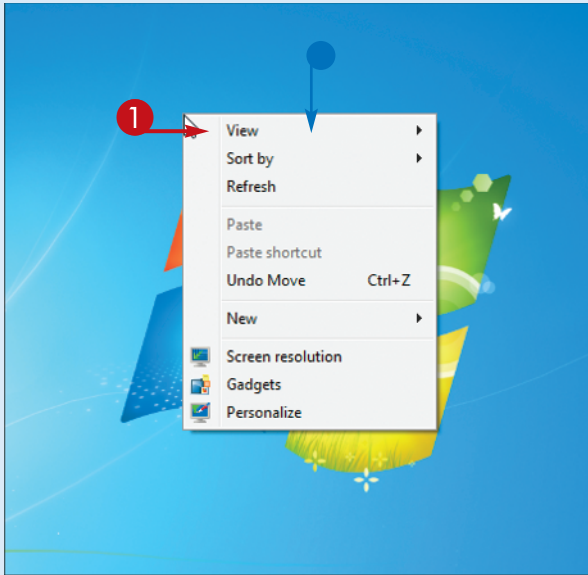 1
View
Sort by
Refresh
Paste
Paste shortcut
Undo Move Ctrl+Z
New
Screen resolution
Gadgets
Personalize